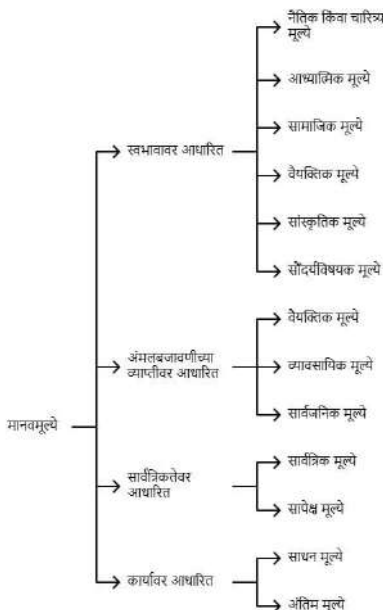 नैतिक किंवा चारित्र्य
मूल्ये
आध्यात्मिक मूल्ये
सामाजिक मूल्ये
स्वभावावर आधारित
वैयक्तिक मूल्ये
सांस्कृतिक मूल्ये
सौंदर्यविषयक मूल्ये
वैयक्तिक मूल्ये
अंमलबजावणीच्या
व्याप्तीवर आधारित
व्यावसायिक मूल्ये
सार्वजनिक मूल्ये
मानवमूल्ये
सार्वत्रिक मूल्ये
सार्वत्रिकतेवर
आधारित
सापेक्ष मूल्ये
साधन मूल्ये
कार्यावर आधारित
अंतिम मूल्ये